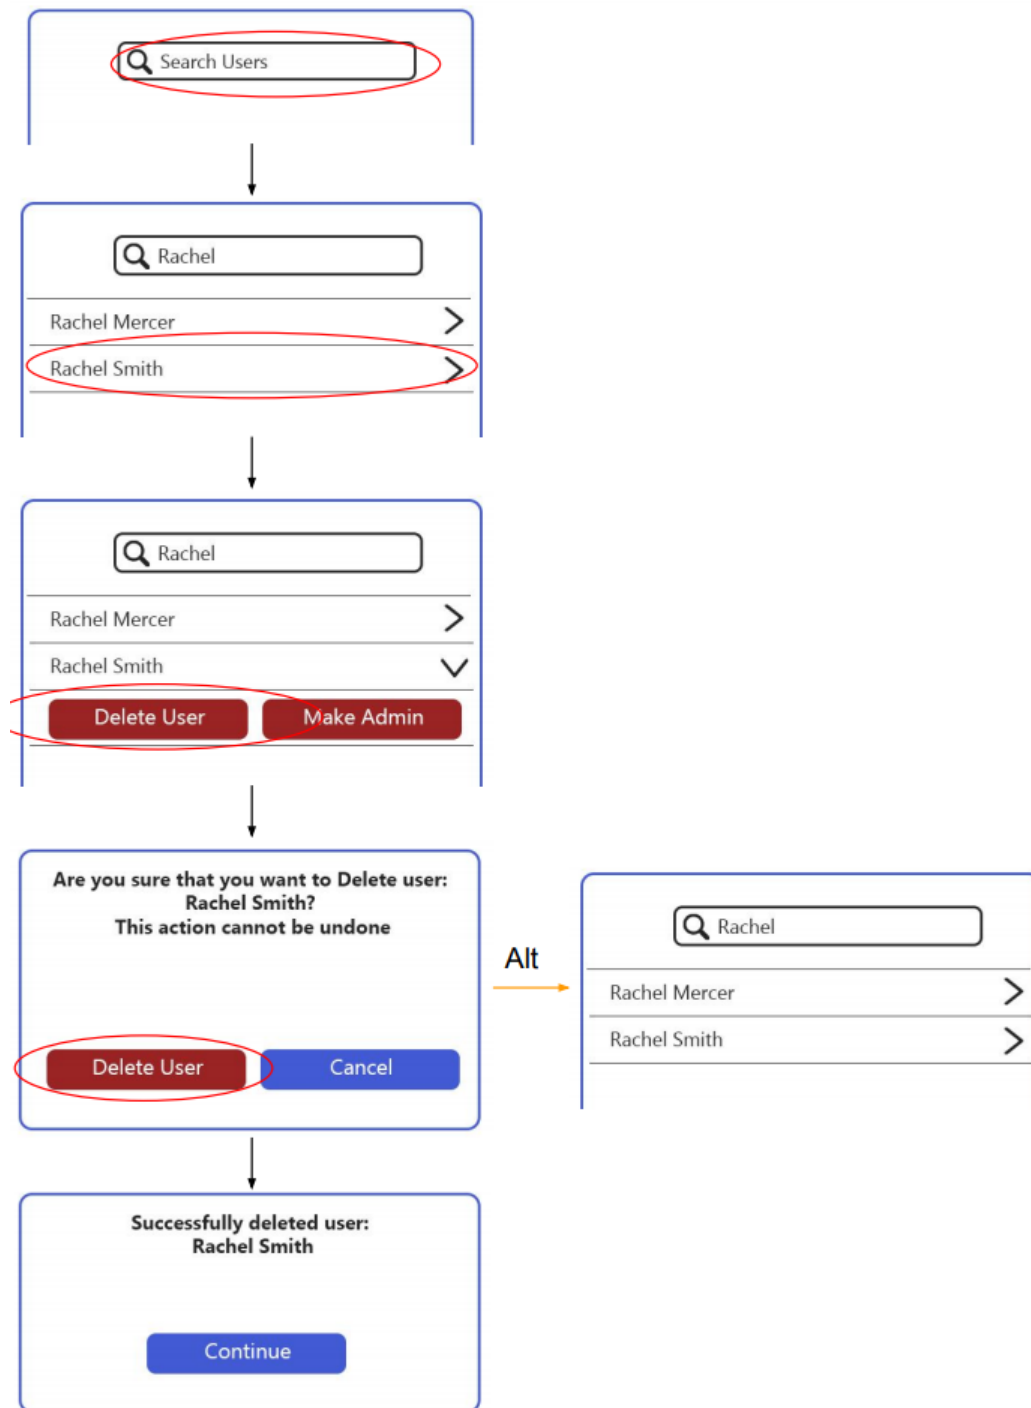 Search Users
Rachel
Rachel Mercer
Rachel Smith
Rachel
Rachel Mercer
Rachel Smith
Delete User Make Admin
Are you sure that you want to Delete user:
Rachel Smith?
This action cannot be undone
Delete User Cancel
Alt
Rachel
Rachel Mercer
Rachel Smith
Successfully deleted user:
Rachel Smith
Continue